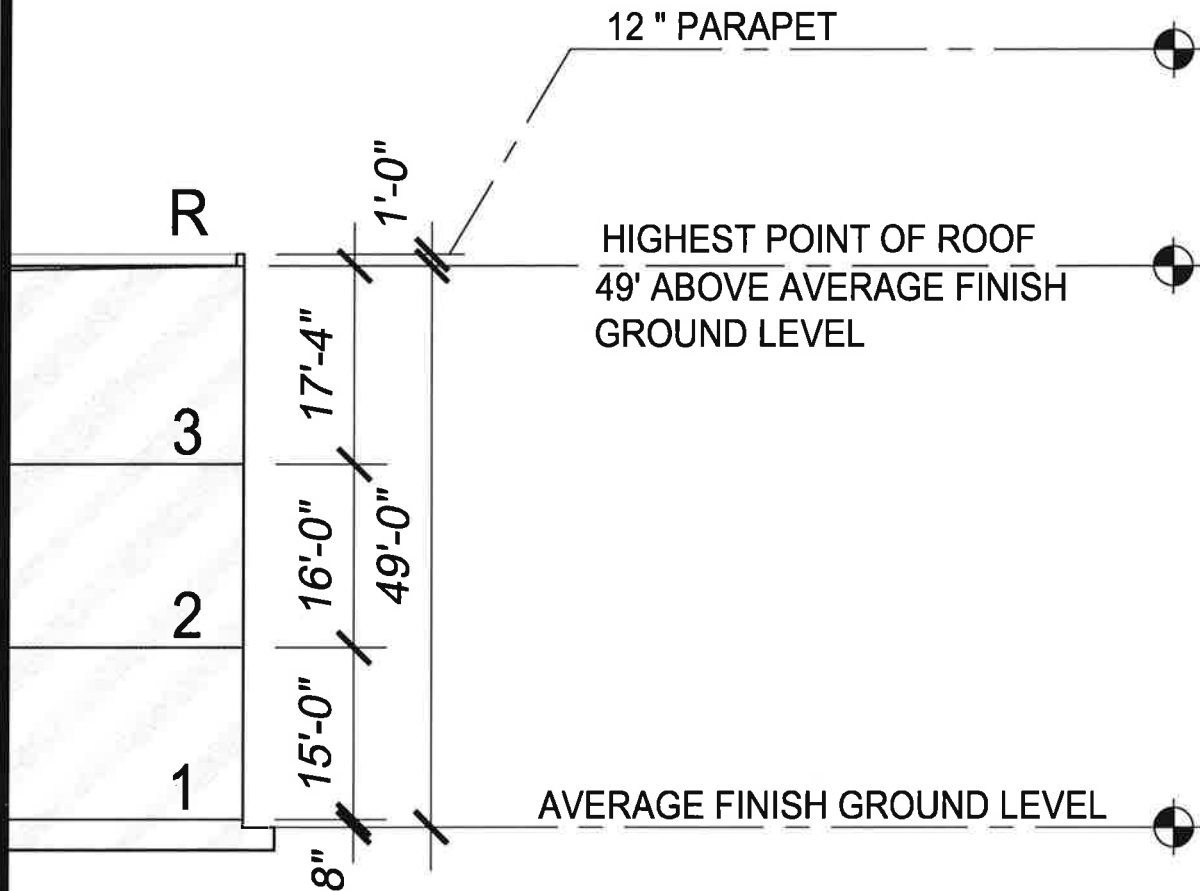 12 " PARAPET
1'-0"
R
HIGHEST POINT OF ROOF
49' ABOVE AVERAGE FINISH
GROUND LEVEL
17'-4"
3
16'-0"
49'-0"
2
15'-0"
1
AVERAGE FINISH GROUND LEVEL
8"